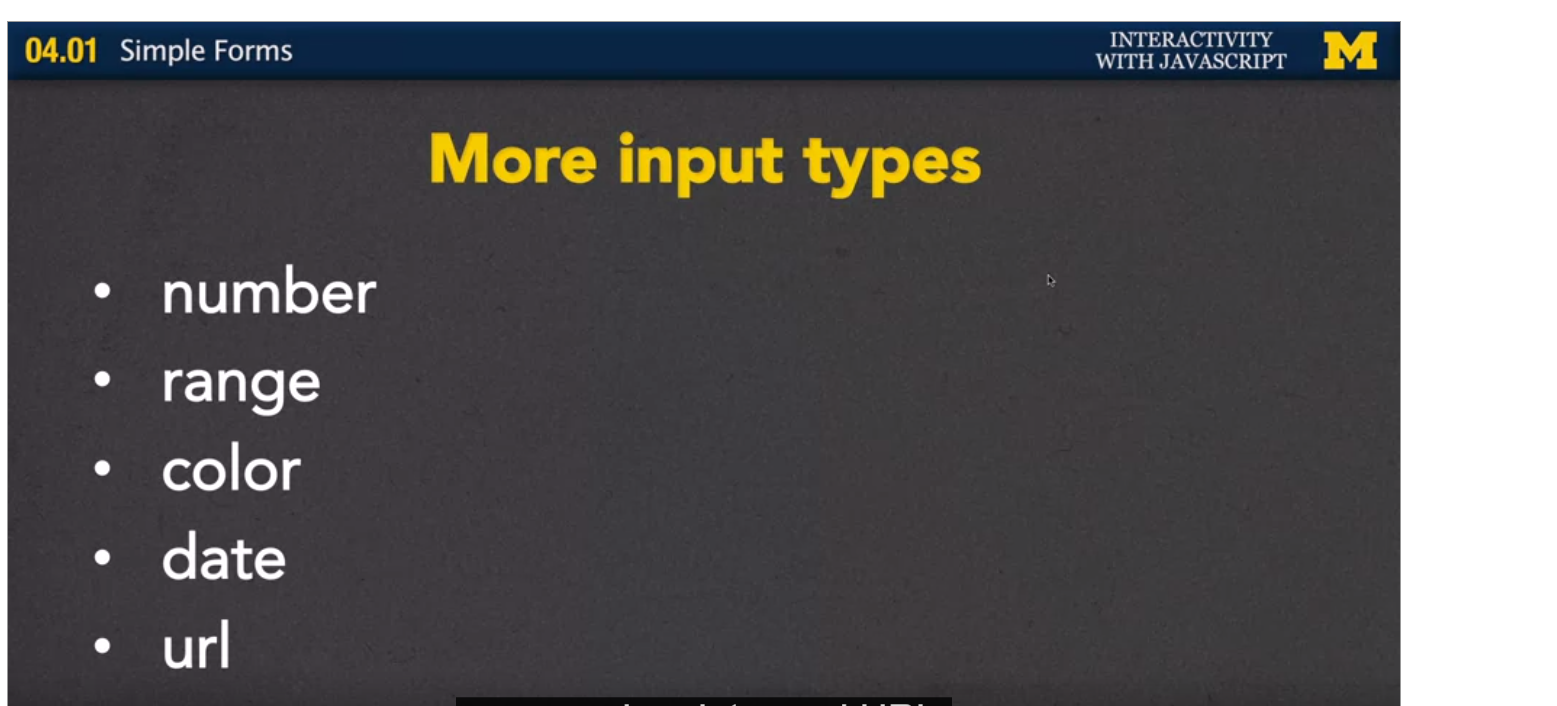 04.01 Simple Forms
INTERACTIVITY
WITH JAVASCRIPT
M
More input types
• number
• range
• color
• date
• url